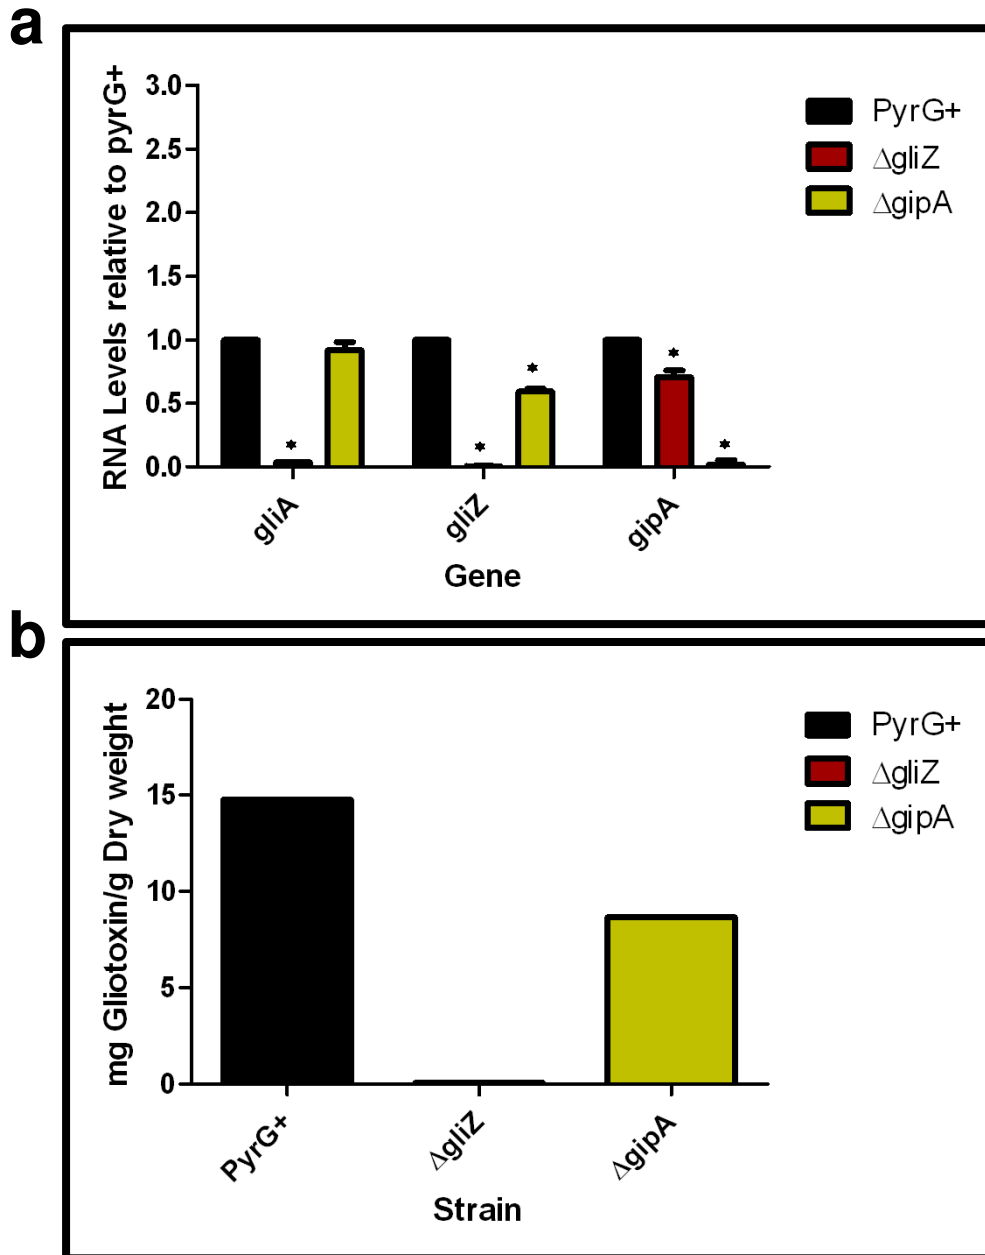 a
RNA Levels relative to pyrG+
3.0
2.5
2.0
1.5
1.0
0.5
0.0
*
*
*
*
*
gliA
gliZ
gipA
Gene
PyrG+
ΔgliZ
ΔgipA
b
mg Gliotoxin/g Dry weight
20
15
10
5
0
PyrG+
ΔgliZ
ΔgipA
Strain
PyrG+
ΔgliZ
ΔgipA